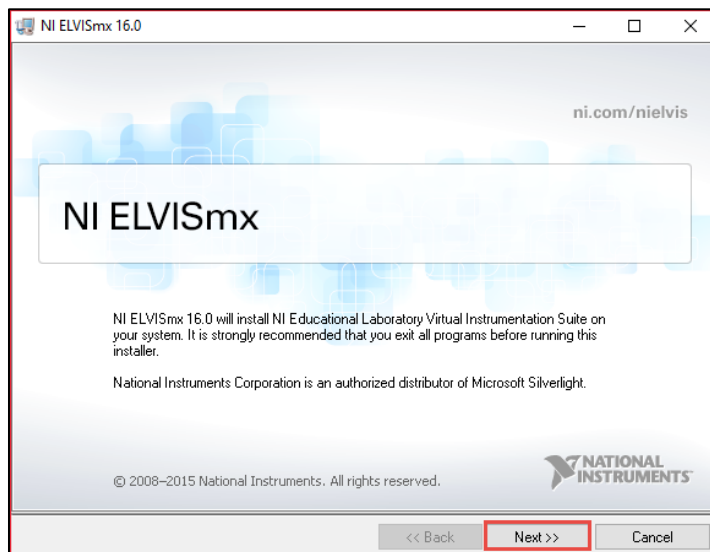 NI ELVISmx 16.0
ni.com/nielvis
NI ELVISmx
NI ELVISmx 16.0 will install NI Educational Laboratory Virtual Instrumentation Suite on
your system. It is strongly recommended that you exit all programs before running this
installer.
National Instruments Corporation is an authorized distributor of Microsoft Silverlight.
© 2008–2015 National Instruments. All rights reserved.
NATIONAL
INSTRUMENTS
<< Back Next >> Cancel